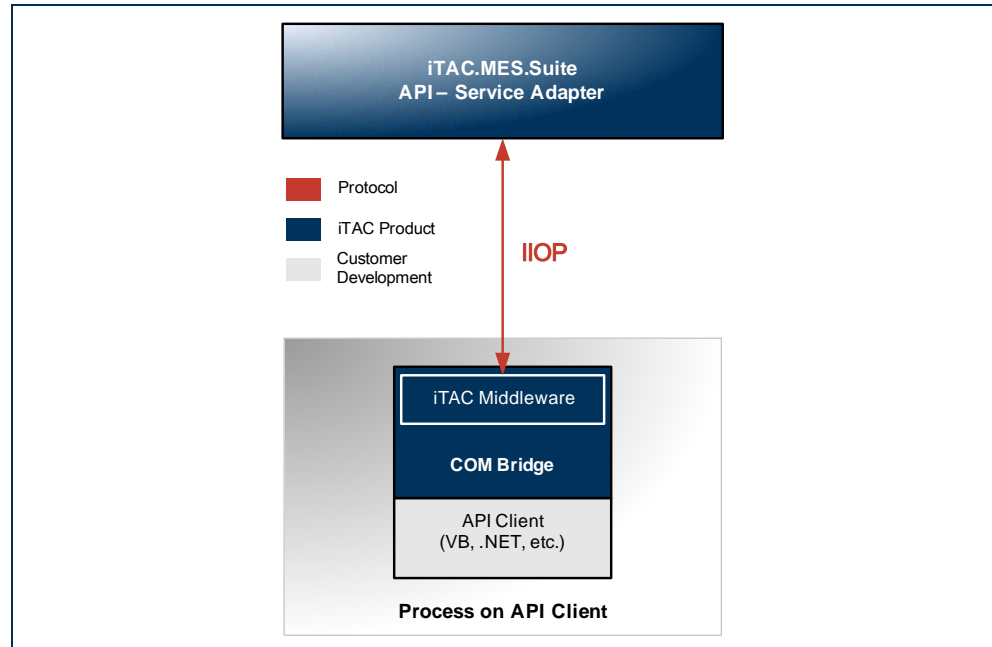 iTAC.MES.Suite
API – Service Adapter
Protocol
iTAC Product
Customer
Development
IIOP
iTAC Middleware
COM Bridge
API Client
(VB, .NET, etc.)
Process on API Client